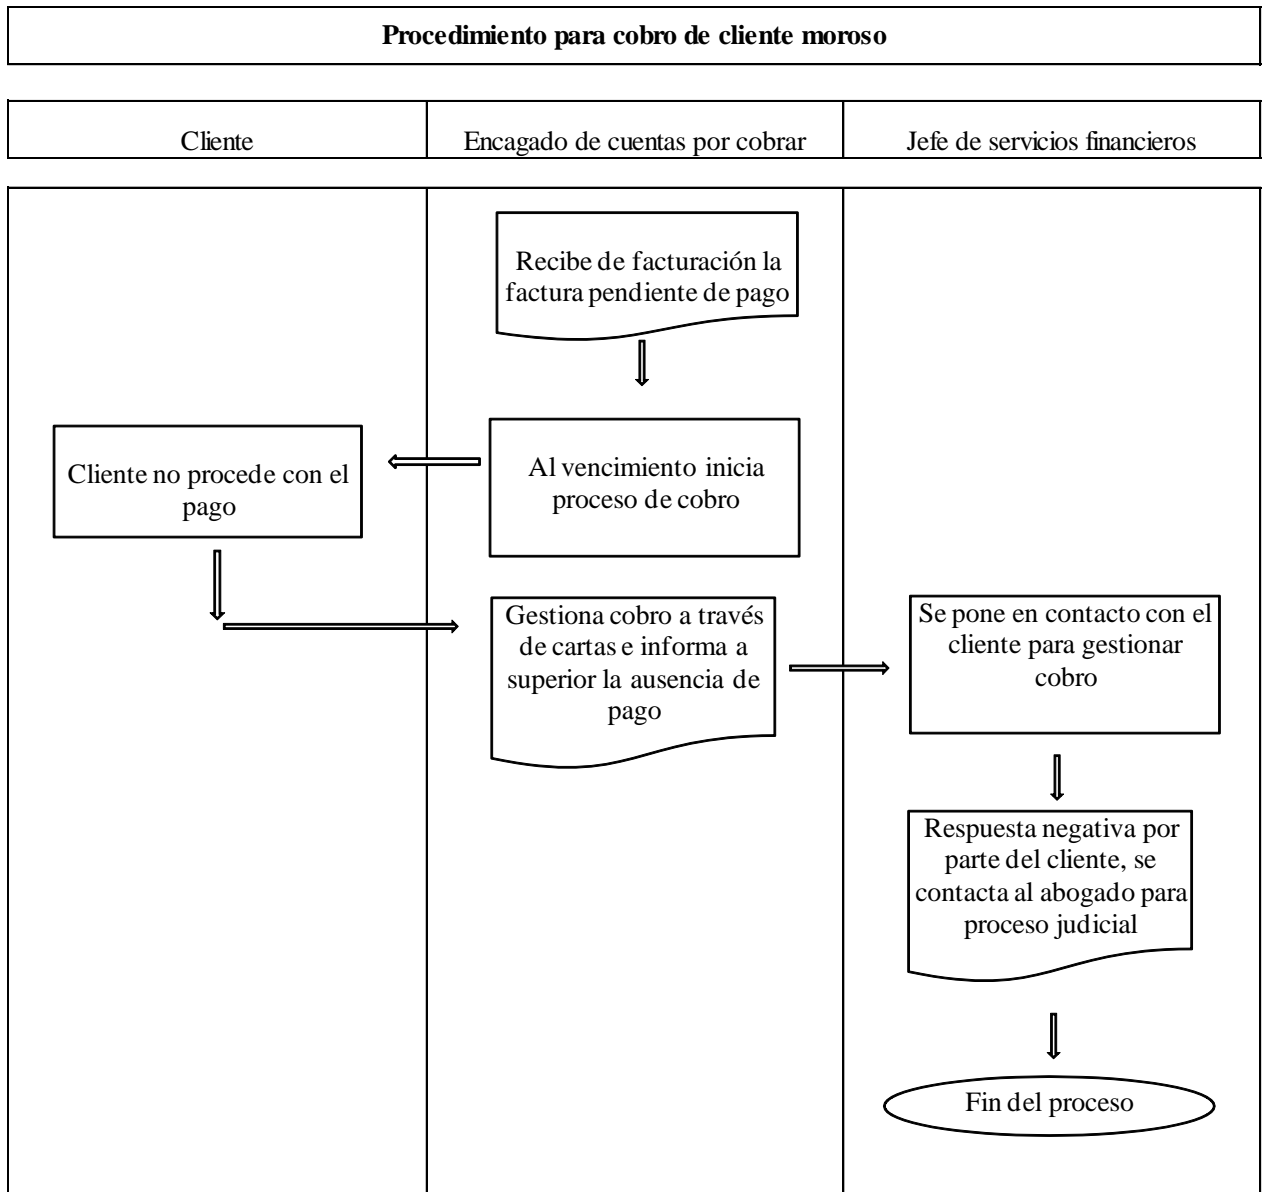 Procedimiento para cobro de cliente moroso
Cliente
Encagado de cuentas por cobrar
Jefe de servicios financieros
Recibe de facturación la
factura pendiente de pago
Al vencimiento inicia
proceso de cobro
Cliente no procede con el
pago
Gestiona cobro a través
de cartas e informa a
superior la ausencia de
pago
Se pone en contacto con el
cliente para gestionar
cobro
Respuesta negativa por
parte del cliente, se
contacta al abogado para
proceso judicial
Fin del proceso